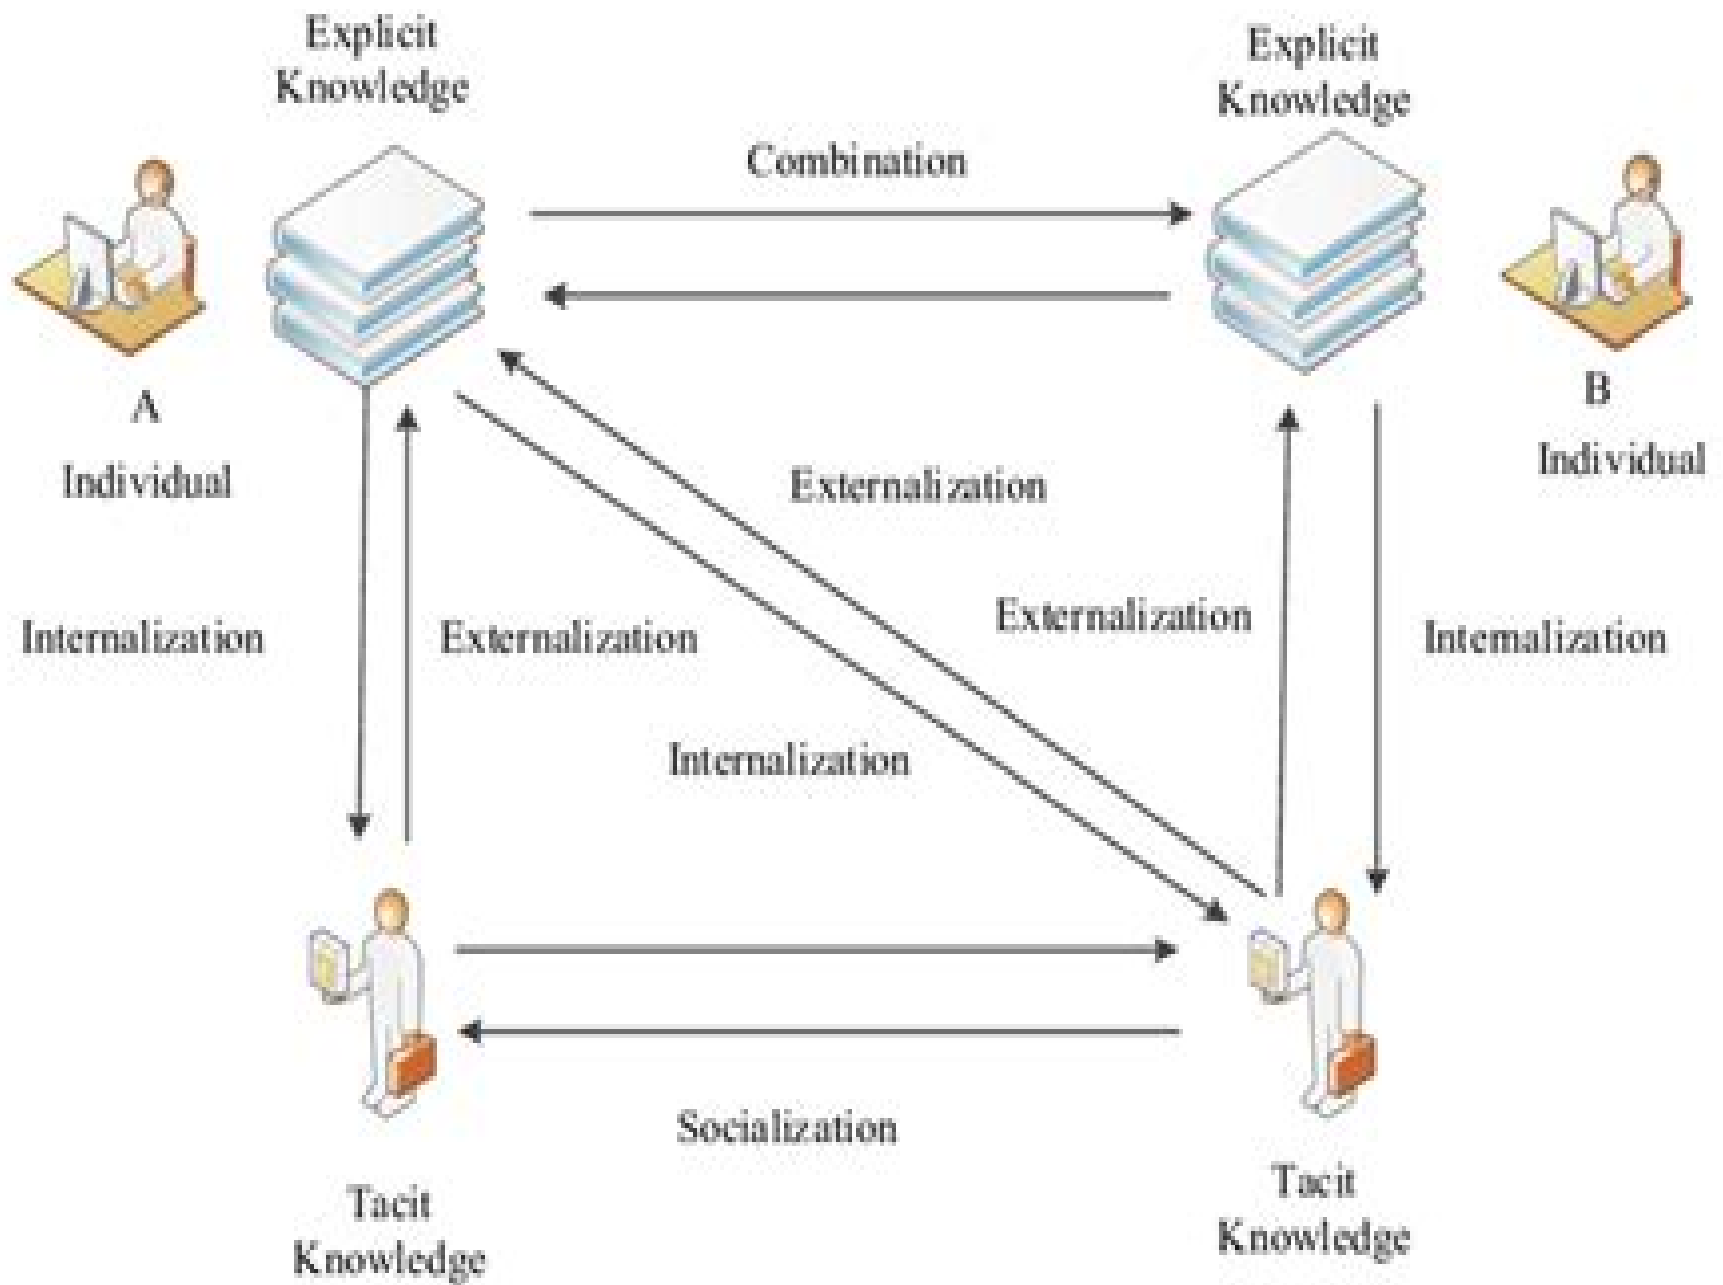 Explicit
Knowledge
Explicit
Knowledge
Combination
A
B
Individual
Individual
Externalization
Externalization
Internalization
Externalization
Internalization
Internalization
Socialization
Tacit
Knowledge
Tacit
Knowledge